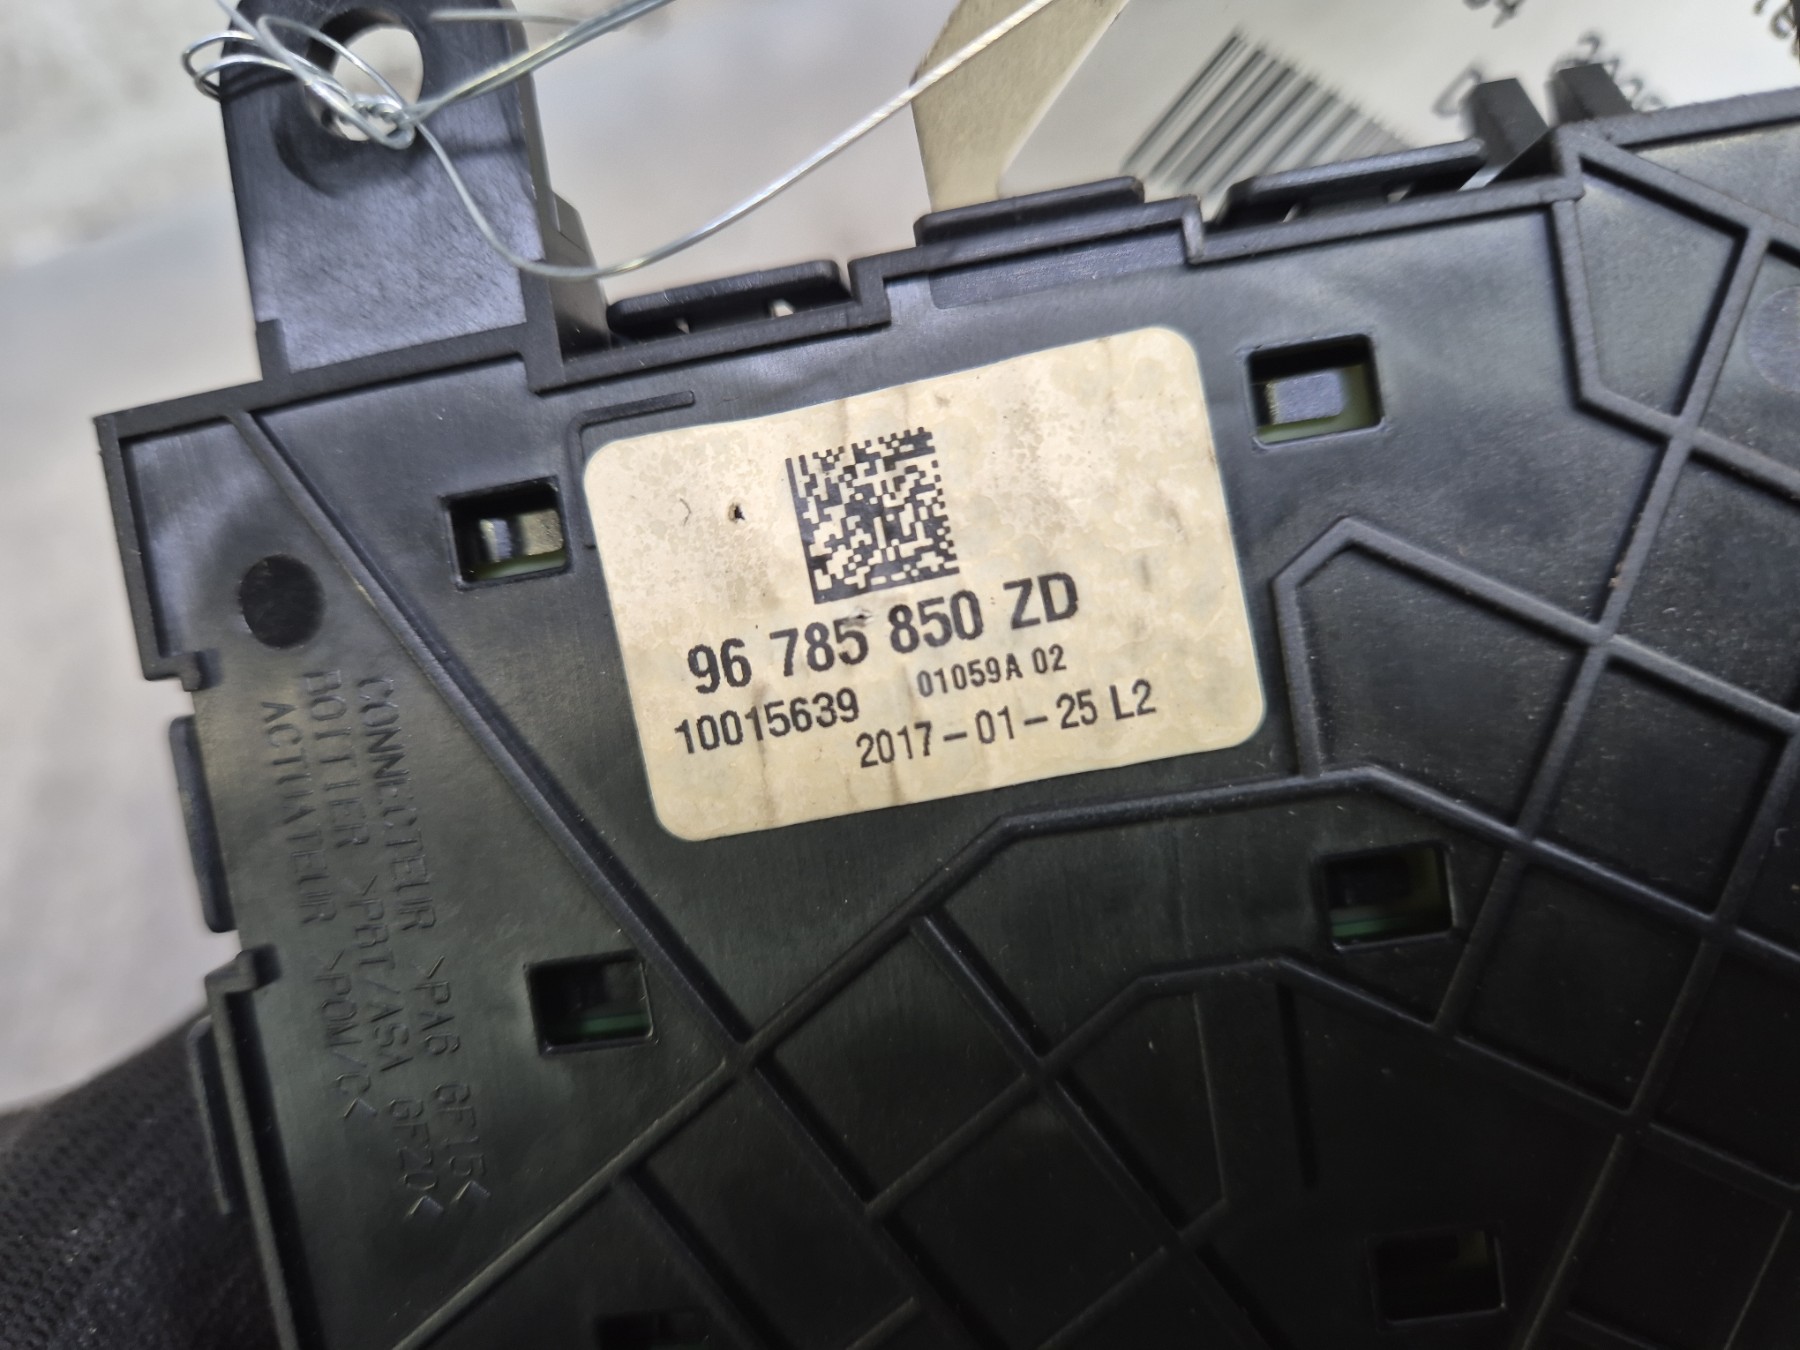 96 785 850 ZD
10015639 01059A 02
2017-01-25 L2
CONNECTEUR >PA6 GF15<
BOITIER >PBT/ASA GF20<
ACTUATEUR >POM/C<